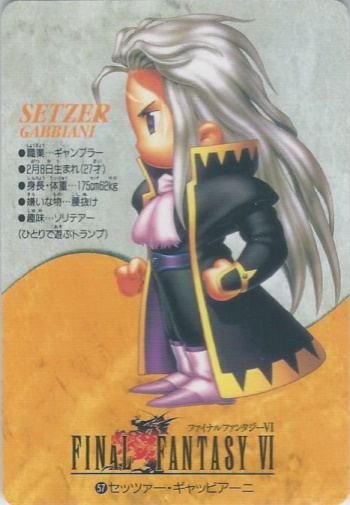 SETZER
GABBIANI
●職業…ギャンブラー
●2月8日生まれ(27才)
●身長・体重…175cm62kg
●嫌いな物…腰抜け
●趣味…ソリテアー
(ひとりで遊ぶトランプ)
ファイナルファンタジーVI
FINAL FANTASY VI
57 セッツァー・ギャッビアーニ